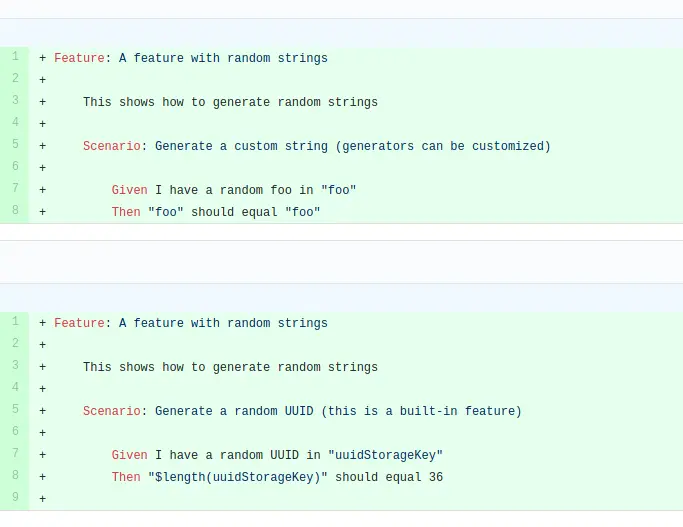 1 + Feature: A feature with random strings
2 +
3 +     This shows how to generate random strings
4 +
5 +     Scenario: Generate a custom string (generators can be customized)
6 +
7 +         Given I have a random foo in "foo"
8 +         Then "foo" should equal "foo"
1 + Feature: A feature with random strings
2 +
3 +     This shows how to generate random strings
4 +
5 +     Scenario: Generate a random UUID (this is a built-in feature)
6 +
7 +         Given I have a random UUID in "uuidStorageKey"
8 +         Then "$length(uuidStorageKey)" should equal 36
9 +